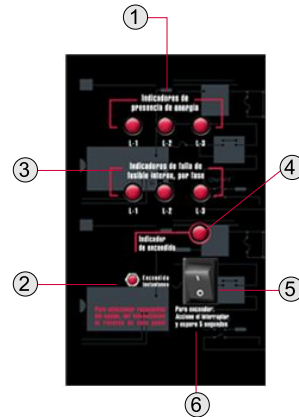 1
Indicadores de
presencia de energía
L-1 L-2 L-3
3
Indicadores de falla de
fusible interno, por fase
L-1 L-2 L-3
4
Indicador
de encendido
2
Encendido
Instantáneo
5
Para encender:
Accione el interruptor
y espere 5 segundos
6